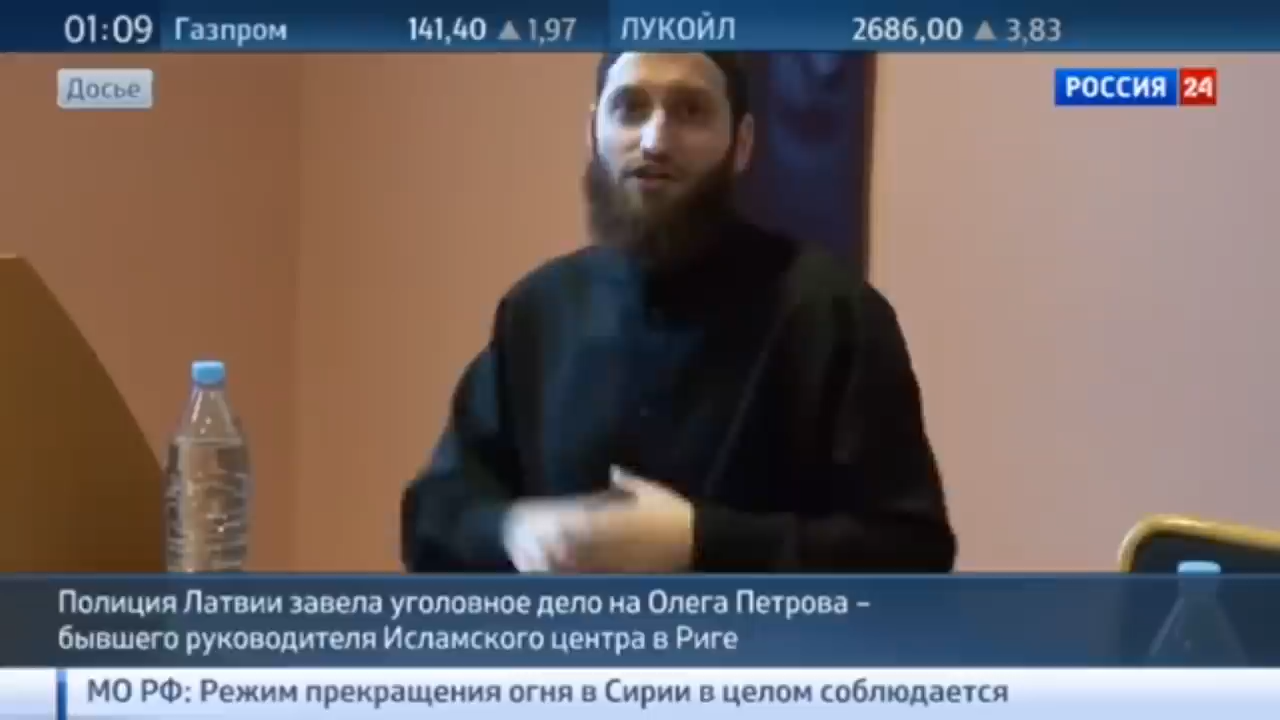 01:09 Газпром 141,40 ▲ 1,97 ЛУКОЙЛ 2686,00 ▲ 3,83
Досье
РОССИЯ 24
Полиция Латвии завела уголовное дело на Олега Петрова –
бывшего руководителя Исламского центра в Риге
МО РФ: Режим прекращения огня в Сирии в целом соблюдается